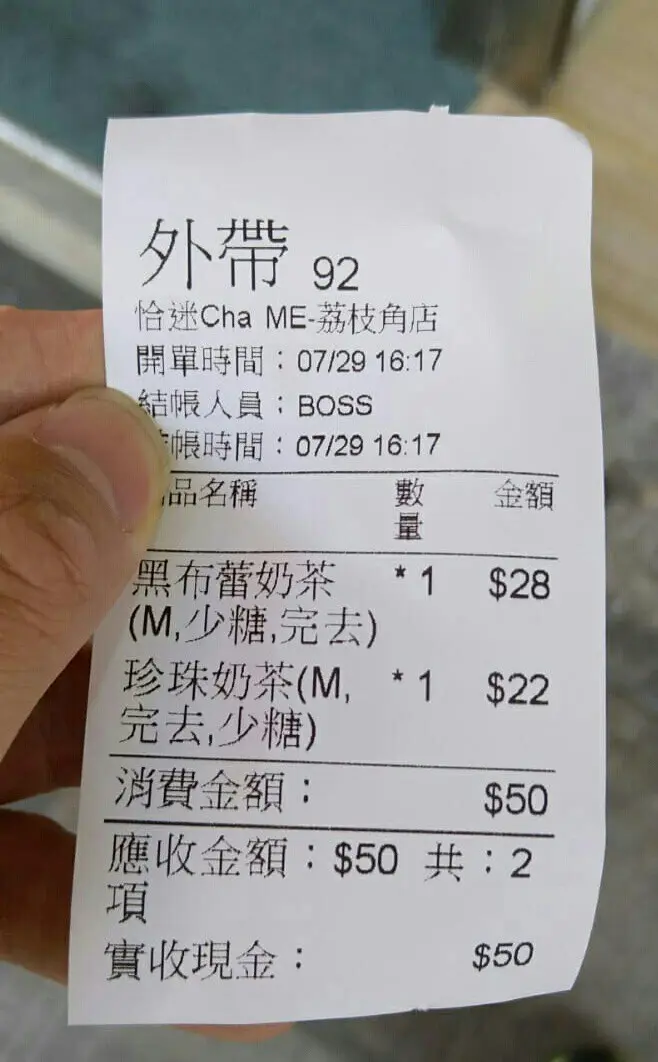 外帶 92
恰迷Cha ME-荔枝角店
開單時間：07/29 16:17
結帳人員：BOSS
帳時間：07/29 16:17
品名稱 數 金額
量
黑布蕾奶茶 *1 $28
(M,少糖,完去)
珍珠奶茶(M, *1 $22
完去,少糖)
消費金額： $50
應收金額：$50 共：2
項
實收現金： $50